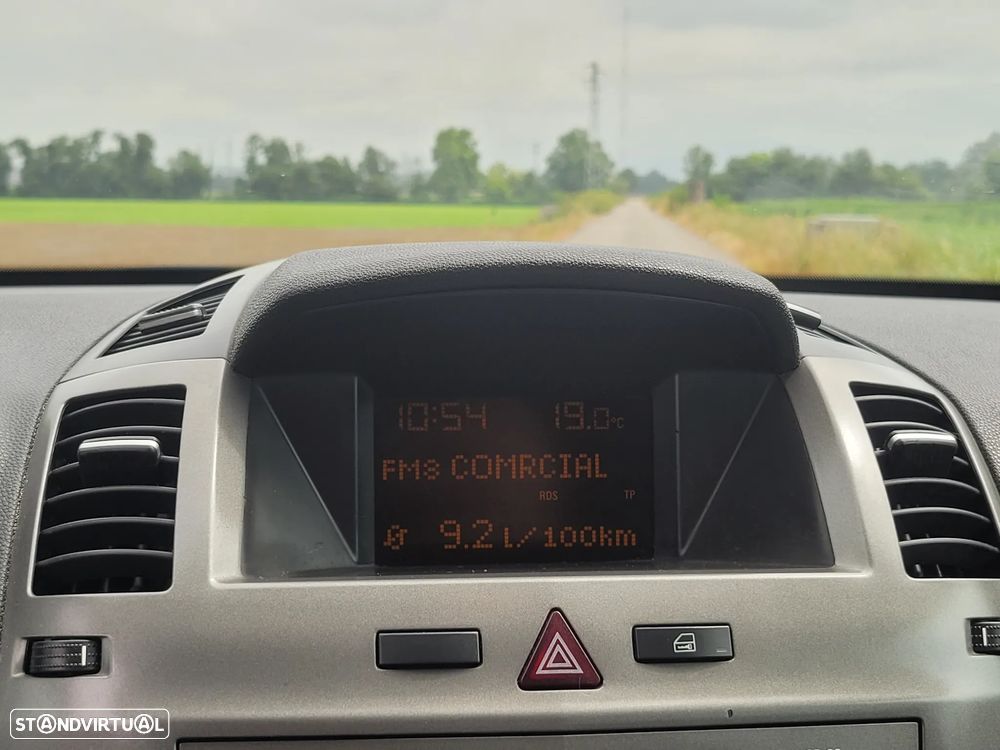 10:54 19.0°C
FM3 COMRCIAL
RDS TP
Ø 9.2 l/100km
STANDVIRTUAL